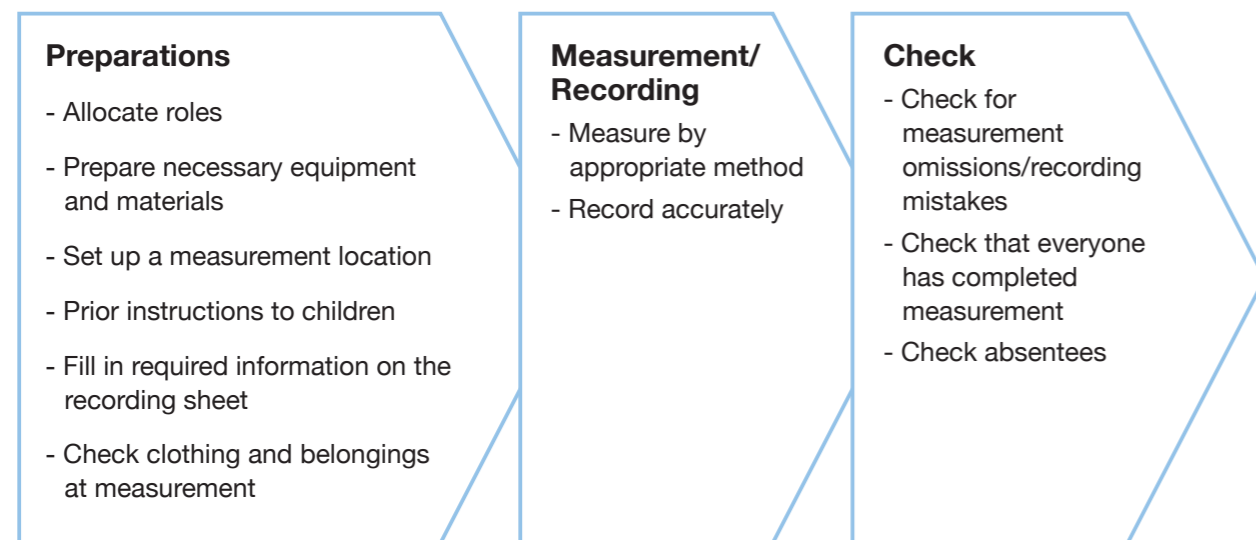 Preparations
- Allocate roles
- Prepare necessary equipment
and materials
- Set up a measurement location
- Prior instructions to children
- Fill in required information on the
recording sheet
- Check clothing and belongings
at measurement
Measurement/
Recording
- Measure by
appropriate method
- Record accurately
Check
- Check for
measurement
omissions/recording
mistakes
- Check that everyone
has completed
measurement
- Check absentees